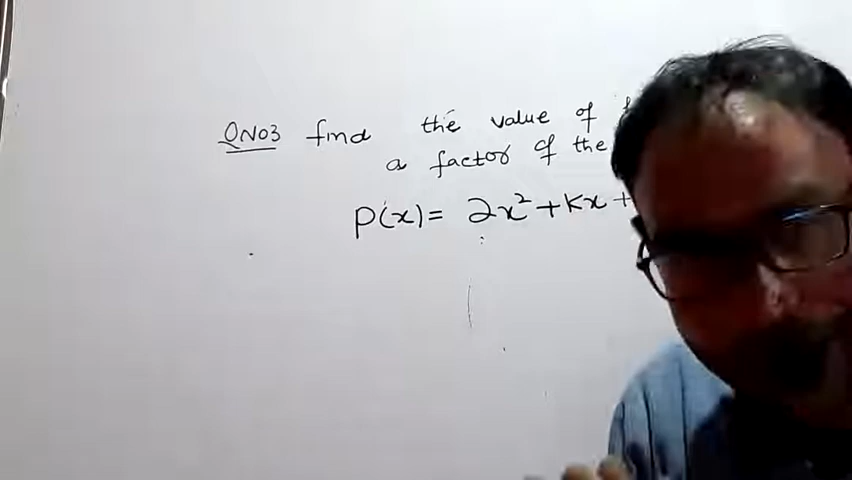 QNO3 find the value of
a factor of the
P(x) = 2x² + Kx +